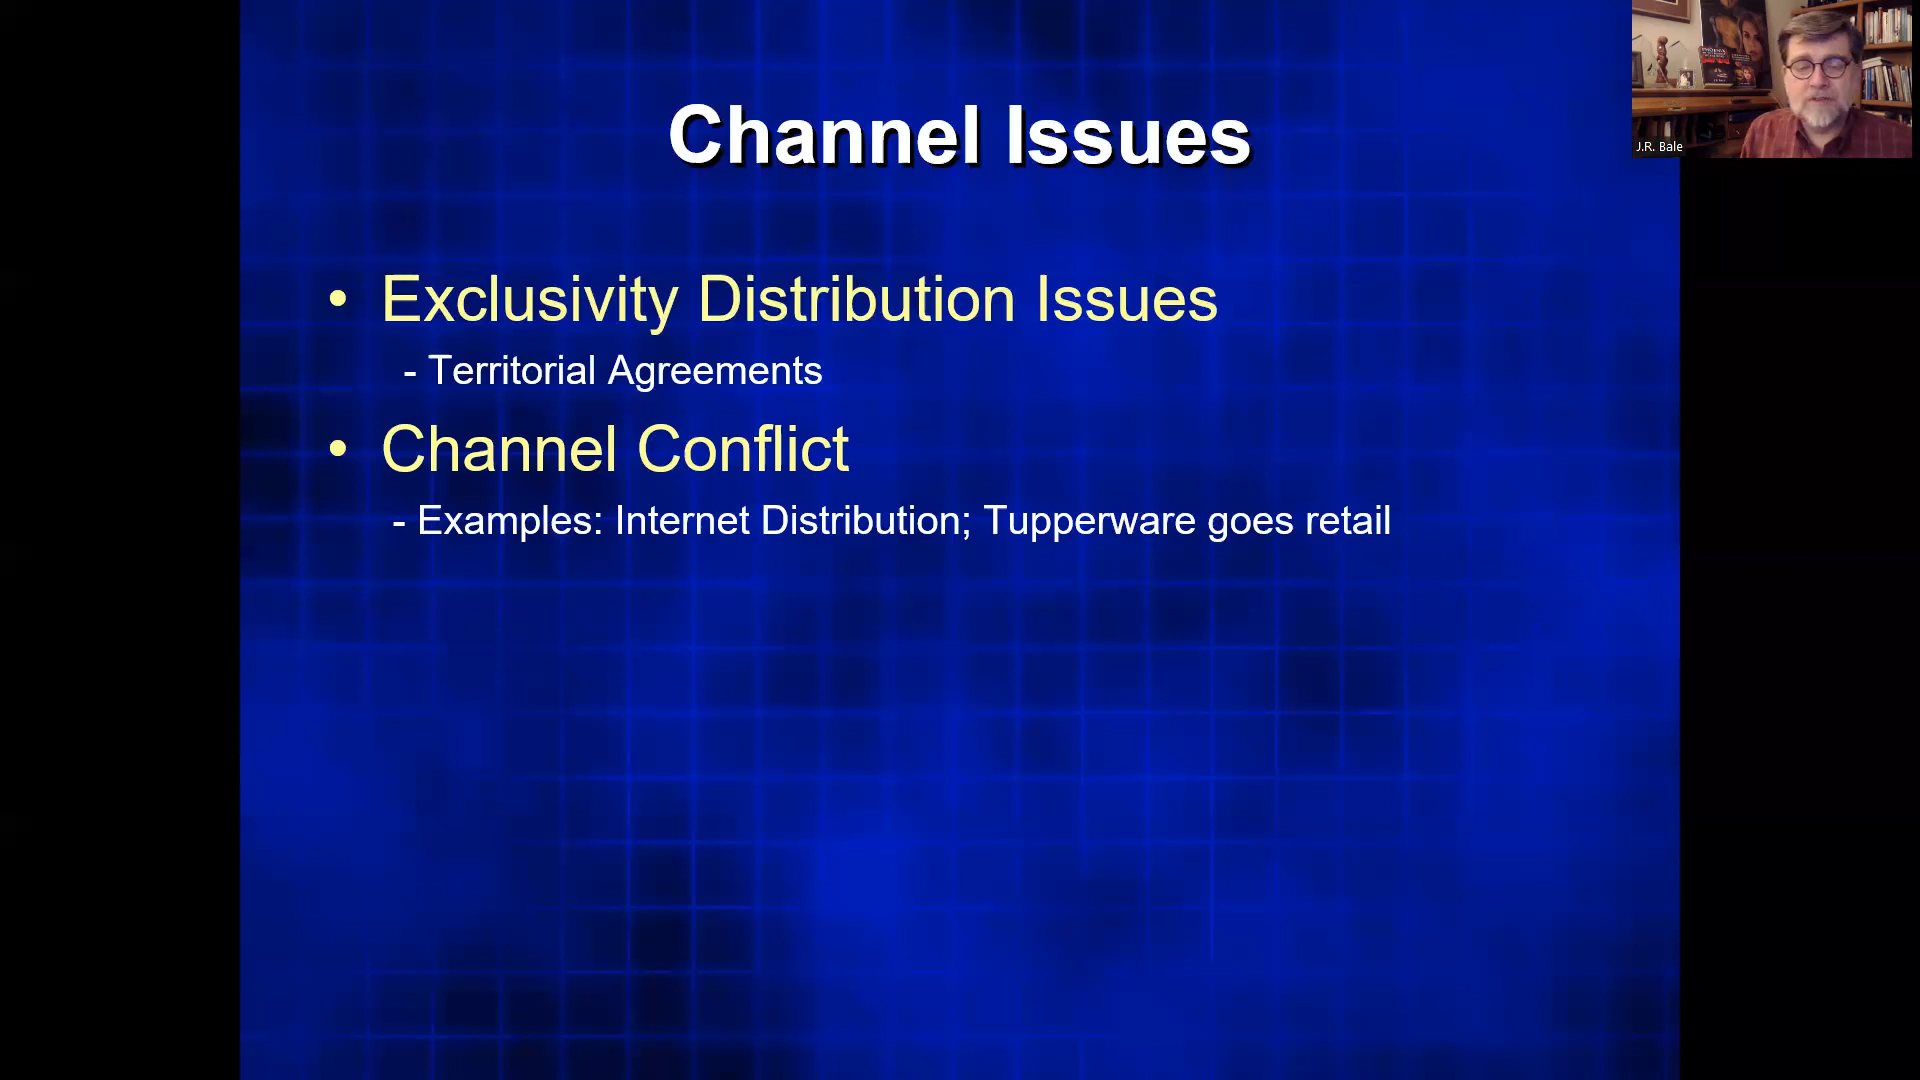 Channel Issues
J.R. Bale
• Exclusivity Distribution Issues
- Territorial Agreements
• Channel Conflict
- Examples: Internet Distribution; Tupperware goes retail